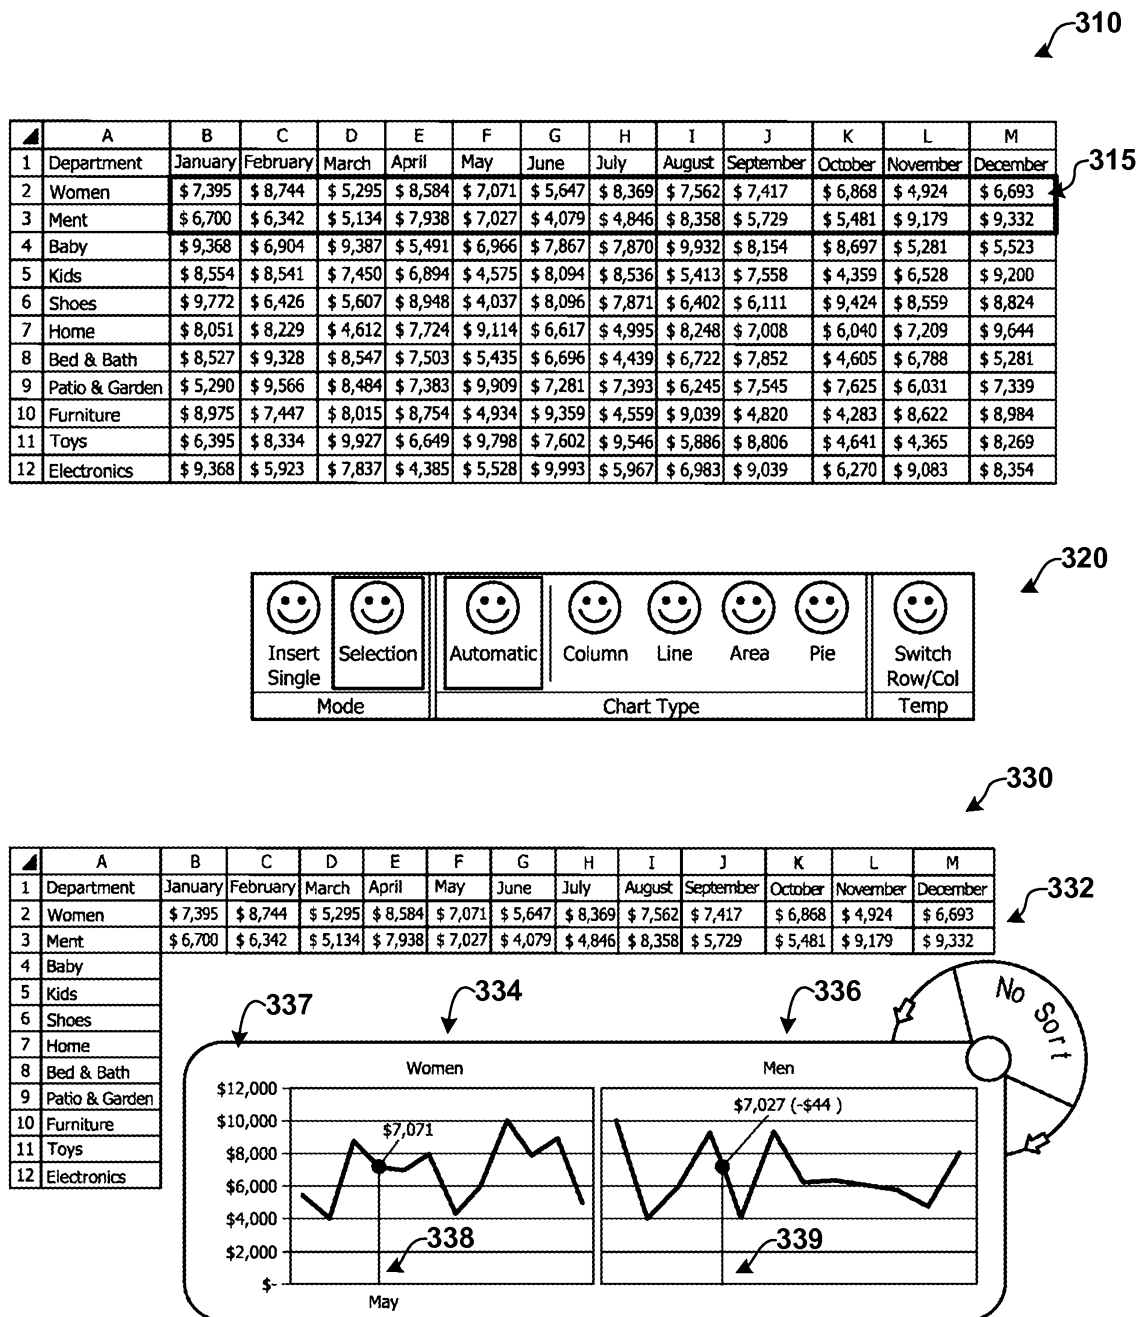 310
A B C D E F G H I J K L M
1 Department January February March April May June July August September October November December
315
2 Women $ 7,395 $ 8,744 $ 5,295 $ 8,584 $ 7,071 $ 5,647 $ 8,369 $ 7,562 $ 7,417 $ 6,868 $ 4,924 $ 6,693
3 Ment $ 6,700 $ 6,342 $ 5,134 $ 7,938 $ 7,027 $ 4,079 $ 4,846 $ 8,358 $ 5,729 $ 5,481 $ 9,179 $ 9,332
4 Baby $ 9,368 $ 6,904 $ 9,387 $ 5,491 $ 6,966 $ 7,867 $ 7,870 $ 9,932 $ 8,154 $ 8,697 $ 5,281 $ 5,523
5 Kids $ 8,554 $ 8,541 $ 7,450 $ 6,894 $ 4,575 $ 8,094 $ 8,536 $ 5,413 $ 7,558 $ 4,359 $ 6,528 $ 9,200
6 Shoes $ 9,772 $ 6,426 $ 5,607 $ 8,948 $ 4,037 $ 8,096 $ 7,871 $ 6,402 $ 6,111 $ 9,424 $ 8,559 $ 8,824
7 Home $ 8,051 $ 8,229 $ 4,612 $ 7,724 $ 9,114 $ 6,617 $ 4,995 $ 8,248 $ 7,008 $ 6,040 $ 7,209 $ 9,644
8 Bed & Bath $ 8,527 $ 9,328 $ 8,547 $ 7,503 $ 5,435 $ 6,696 $ 4,439 $ 6,722 $ 7,852 $ 4,605 $ 6,788 $ 5,281
9 Patio & Garden $ 5,290 $ 9,566 $ 8,484 $ 7,383 $ 9,909 $ 7,281 $ 7,393 $ 6,245 $ 7,545 $ 7,625 $ 6,031 $ 7,339
10 Furniture $ 8,975 $ 7,447 $ 8,015 $ 8,754 $ 4,934 $ 9,359 $ 4,559 $ 9,039 $ 4,820 $ 4,283 $ 8,622 $ 8,984
11 Toys $ 6,395 $ 8,334 $ 9,927 $ 6,649 $ 9,798 $ 7,602 $ 9,546 $ 5,886 $ 8,806 $ 4,641 $ 4,365 $ 8,269
12 Electronics $ 9,368 $ 5,923 $ 7,837 $ 4,385 $ 5,528 $ 9,993 $ 5,967 $ 6,983 $ 9,039 $ 6,270 $ 9,083 $ 8,354
320
Insert Selection Automatic Column Line Area Pie Switch
Single Row/Col
Mode Chart Type Temp
330
A B C D E F G H I J K L M
1 Department January February March April May June July August September October November December
332
2 Women $ 7,395 $ 8,744 $ 5,295 $ 8,584 $ 7,071 $ 5,647 $ 8,369 $ 7,562 $ 7,417 $ 6,868 $ 4,924 $ 6,693
3 Ment $ 6,700 $ 6,342 $ 5,134 $ 7,938 $ 7,027 $ 4,079 $ 4,846 $ 8,358 $ 5,729 $ 5,481 $ 9,179 $ 9,332
4 Baby
5 Kids
6 Shoes
7 Home
8 Bed & Bath
9 Patio & Garden
10 Furniture
11 Toys
12 Electronics
337 334 336
No Sort
Women Men
$12,000
$10,000
$8,000
$6,000
$4,000
$2,000
$-
$7,071
$7,027 (-$44 )
338 339
May